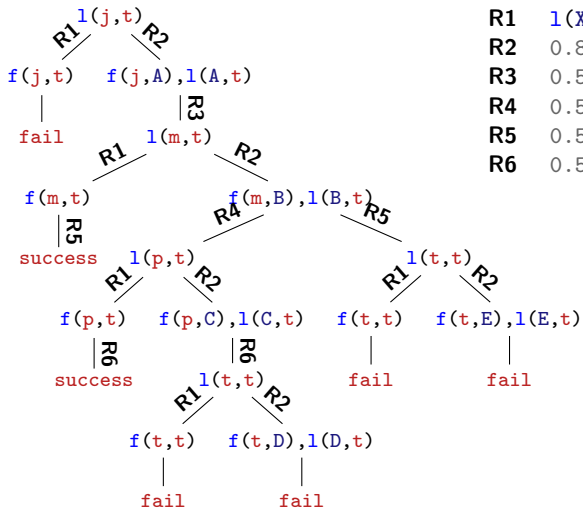 l(j,t)
R1 R2
f(j,t) f(j,A),l(A,t)
R3
fail l(m,t)
R1 R2
f(m,t) f(m,B),l(B,t)
R5 R4 R5
success l(p,t) l(t,t)
R1 R2 R1 R2
f(p,t) f(p,C),l(C,t) f(t,t) f(t,E),l(E,t)
R6 R6
success l(t,t) fail fail
R1 R2
f(t,t) f(t,D),l(D,t)
fail fail
R1 l(X
R2 0.8
R3 0.5
R4 0.5
R5 0.5
R6 0.5